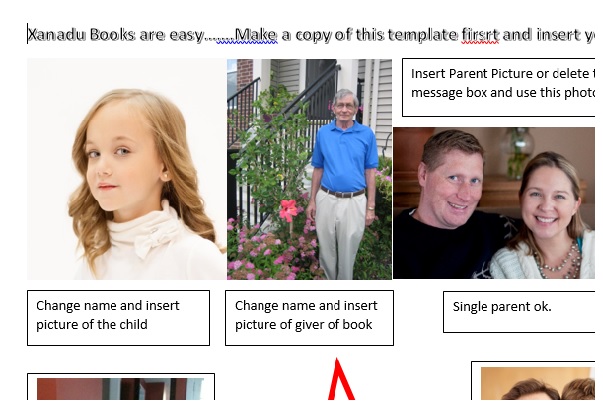 Xanadu Books are easy.......Make a copy of this template firsrt and insert
Insert Parent Picture or delete
message box and use this photo
Change name and insert
picture of the child
Change name and insert
picture of giver of book
Single parent ok.